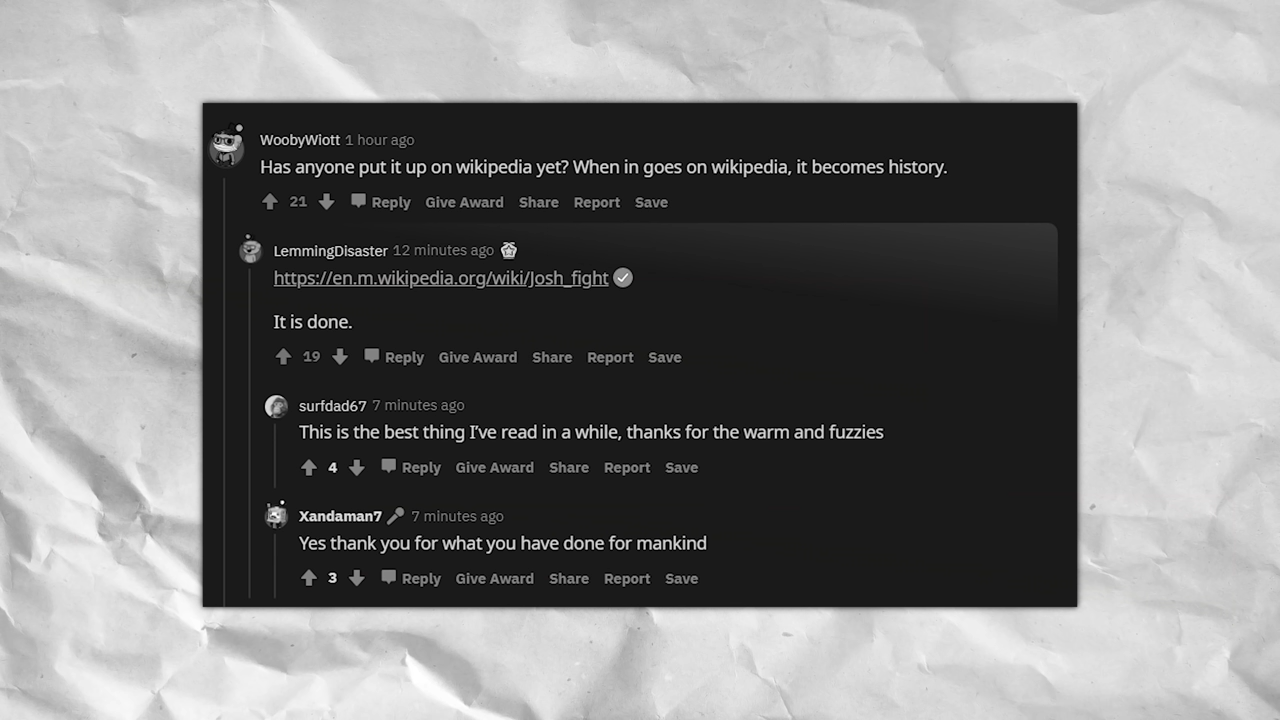 WoobyWiott 1 hour ago
Has anyone put it up on wikipedia yet? When in goes on wikipedia, it becomes history.
21 Reply Give Award Share Report Save
LemmingDisaster 12 minutes ago
https://en.m.wikipedia.org/wiki/Josh_fight
It is done.
19 Reply Give Award Share Report Save
surfdad67 7 minutes ago
This is the best thing I've read in a while, thanks for the warm and fuzzies
4 Reply Give Award Share Report Save
Xandaman7 7 minutes ago
Yes thank you for what you have done for mankind
3 Reply Give Award Share Report Save